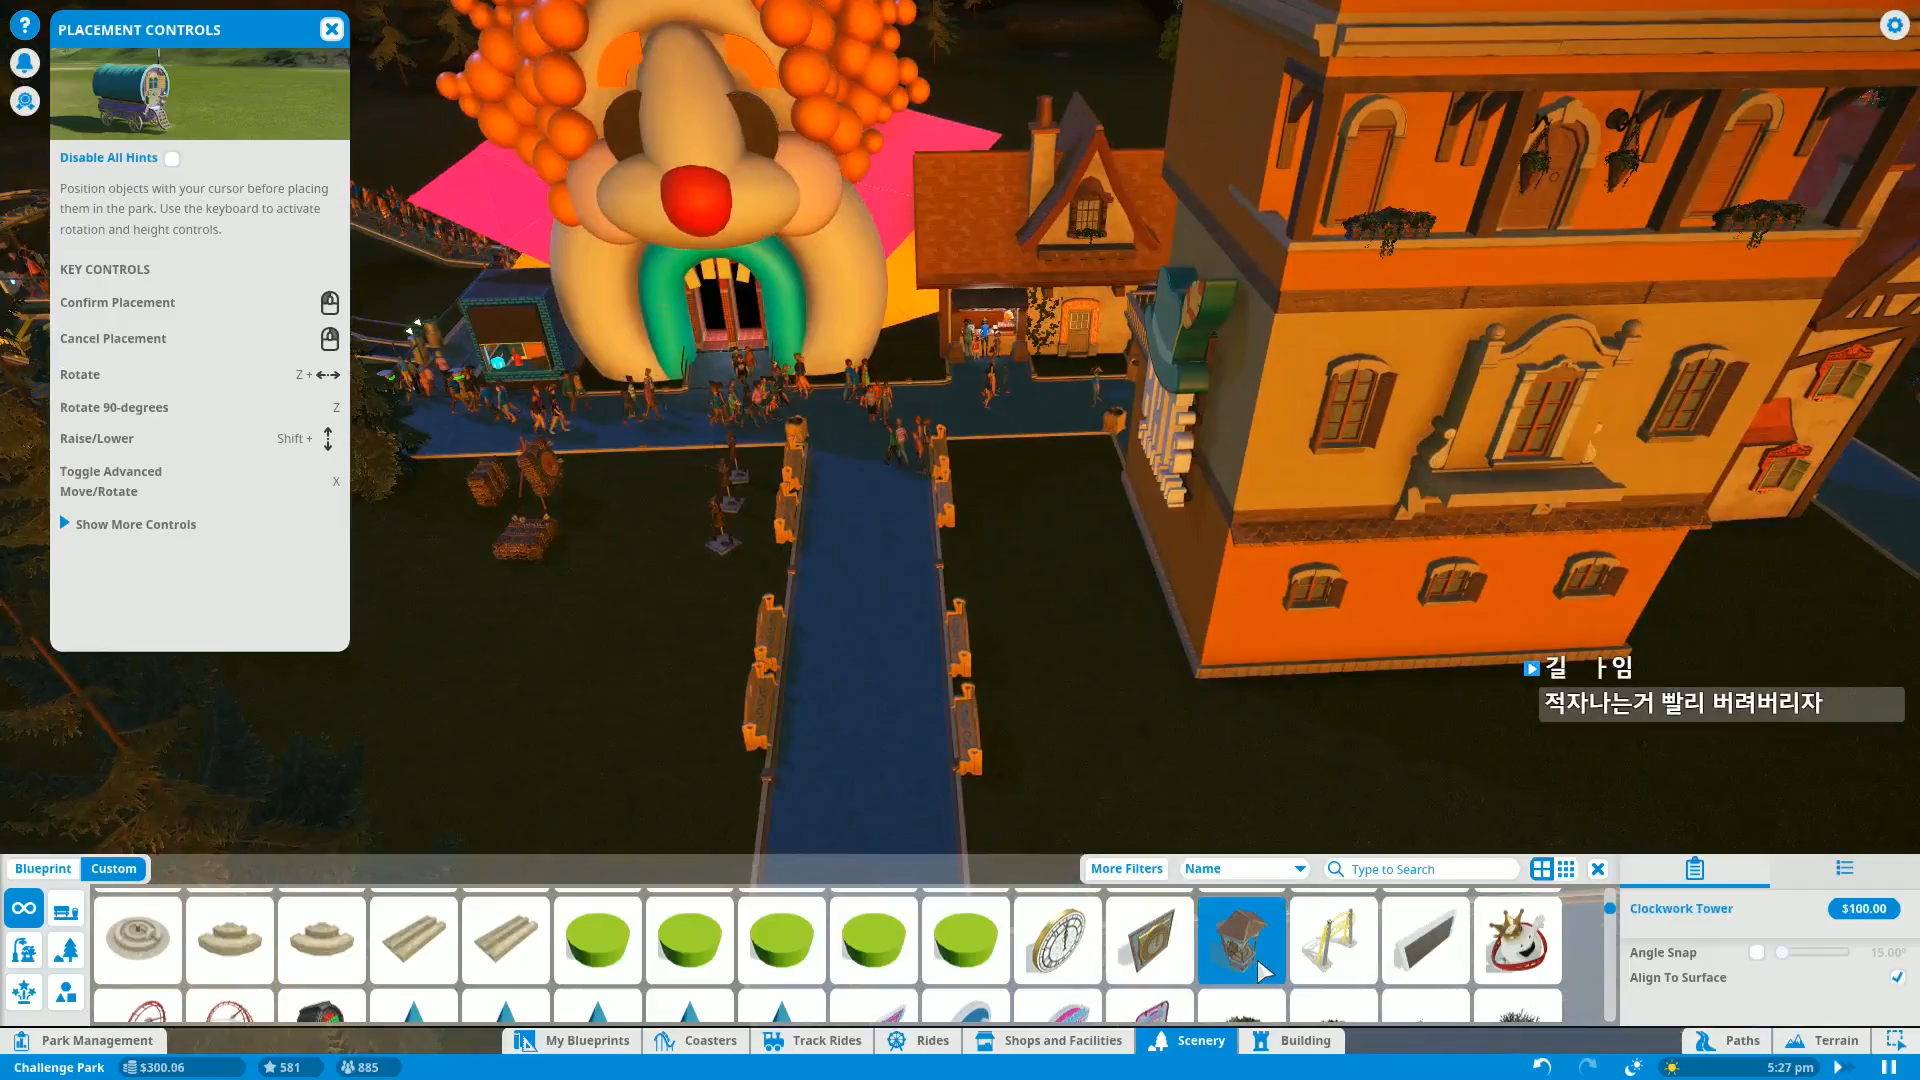 PLACEMENT CONTROLS
Disable All Hints
Position objects with your cursor before placing
them in the park. Use the keyboard to activate
rotation and height controls.
KEY CONTROLS
Confirm Placement
Cancel Placement
Rotate Z +
Rotate 90-degrees Z
Raise/Lower Shift +
Toggle Advanced
Move/Rotate X
Show More Controls
길 ㅏ임
적자나는거 빨리 버려버리자
Blueprint Custom More Filters Name Type to Search
Clockwork Tower $100.00
Angle Snap 15.00°
Align To Surface
Park Management My Blueprints Coasters Track Rides Rides Shops and Facilities Scenery Building Paths Terrain
Challenge Park $300.06 581 885 5:27 pm